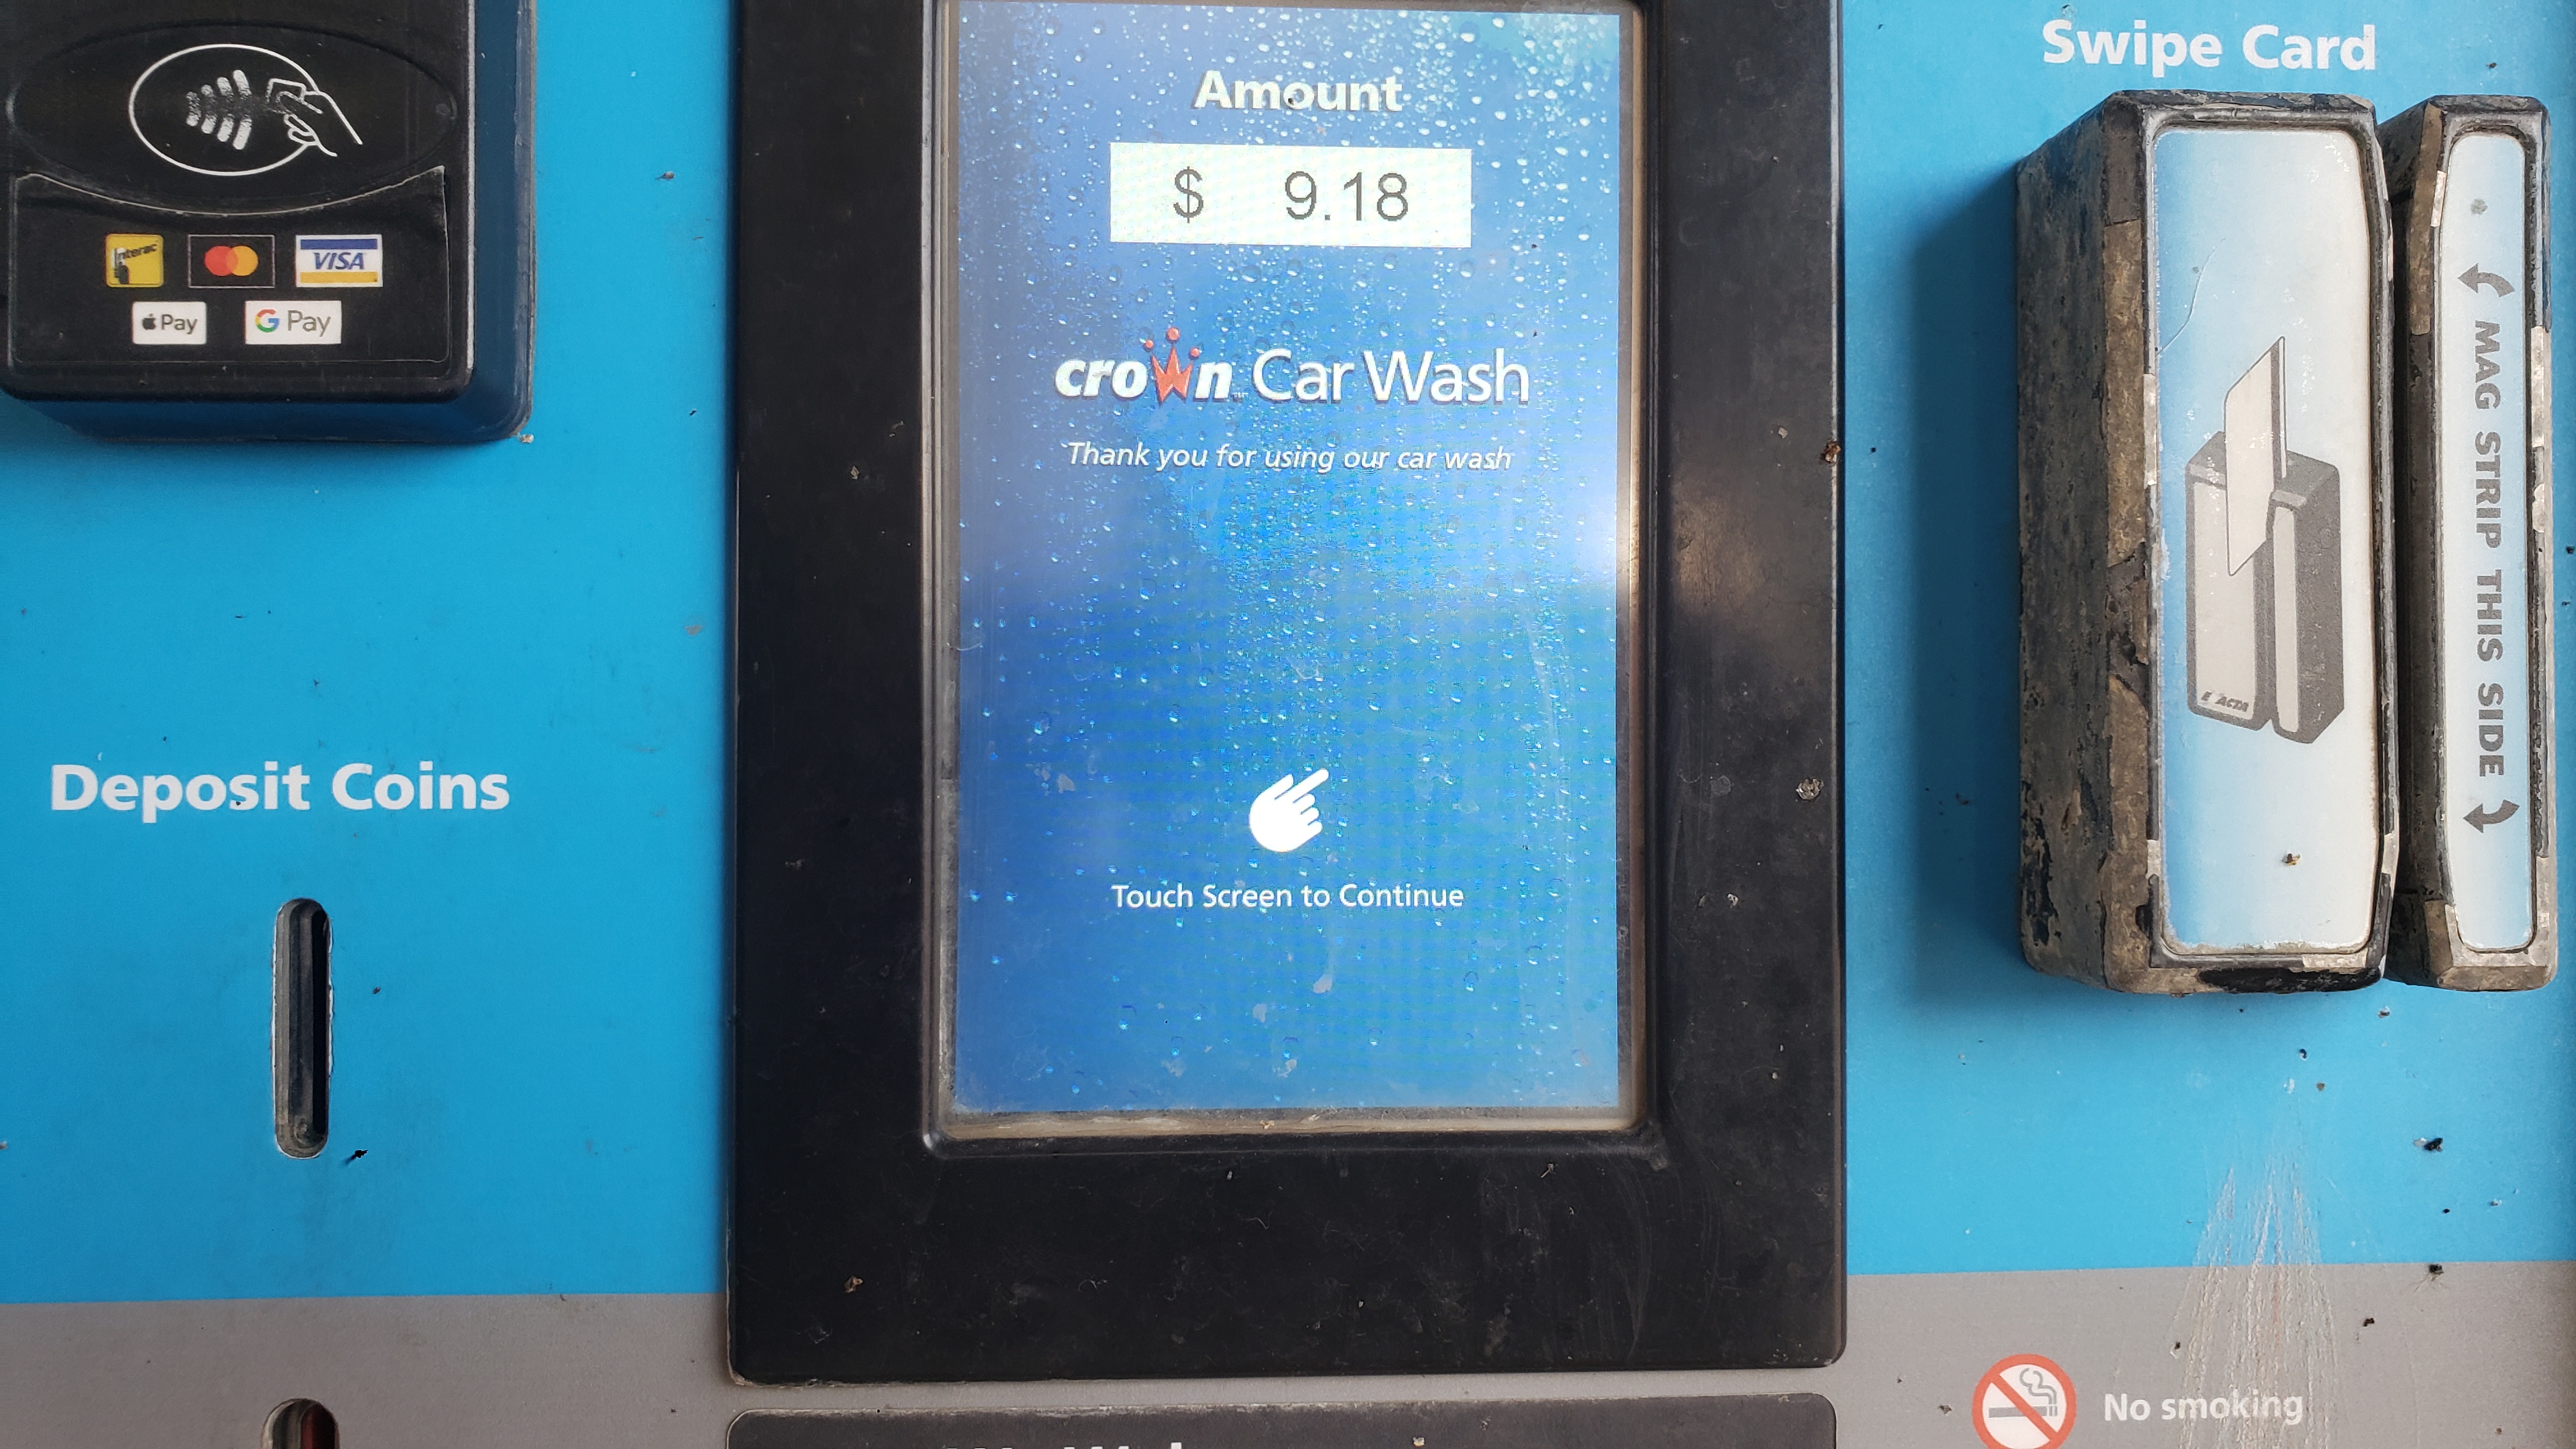 interac
VISA
Pay
G Pay
Deposit Coins
Amount
$ 9.18
crown Car Wash
Thank you for using our car wash
Touch Screen to Continue
Swipe Card
MAG STRIP THIS SIDE
No smoking